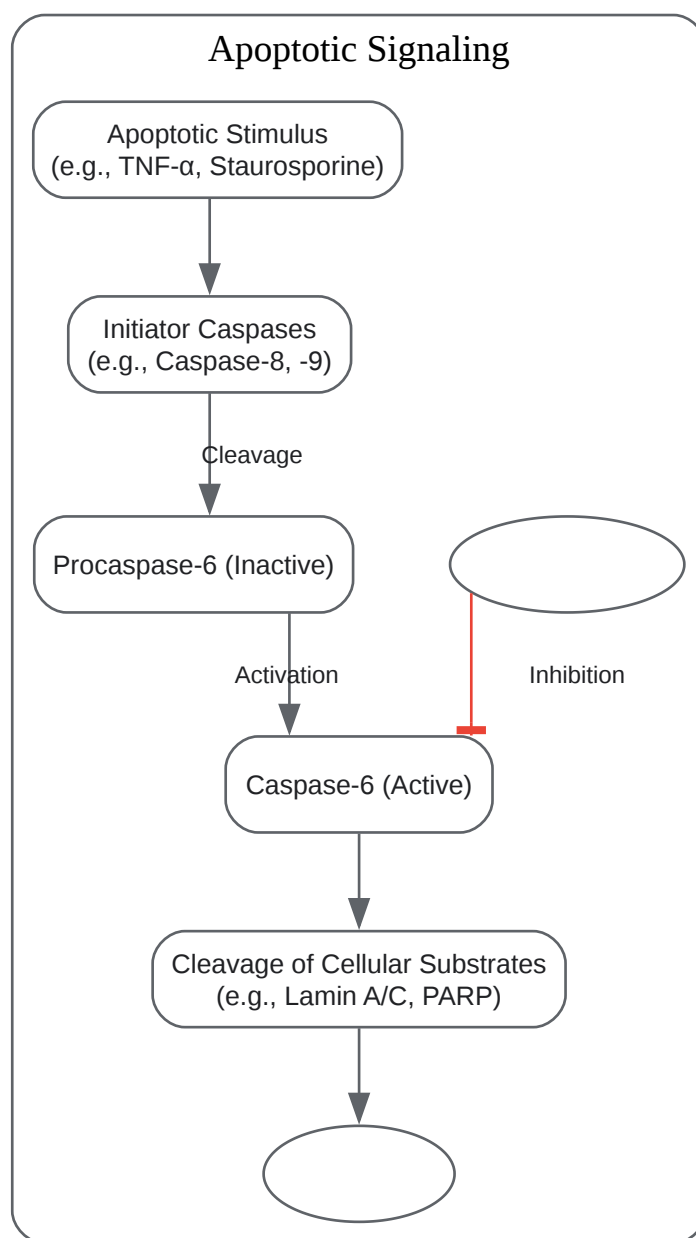 Apoptotic Signaling
Apoptotic Stimulus
(e.g., TNF-α, Staurosporine)
Initiator Caspases
(e.g., Caspase-8, -9)
Cleavage
Procaspase-6 (Inactive)
Activation
Inhibition
Caspase-6 (Active)
Cleavage of Cellular Substrates
(e.g., Lamin A/C, PARP)